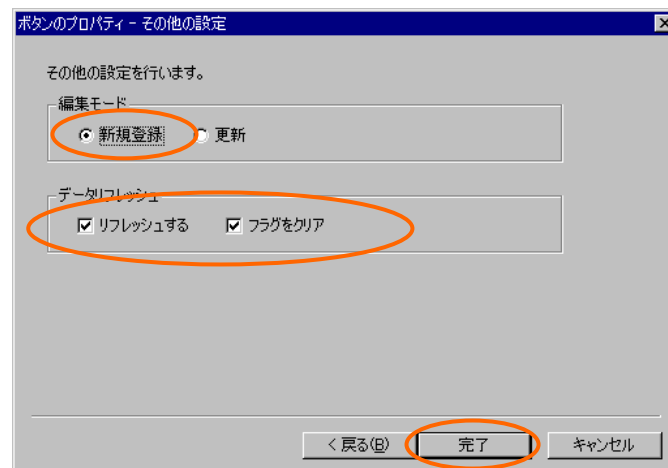 ボタンのプロパティ - その他の設定
その他の設定を行います。
編集モード
新規登録 更新
データリフレッシュ
リフレッシュする フラグをクリア
< 戻る(B) 完了 キャンセル